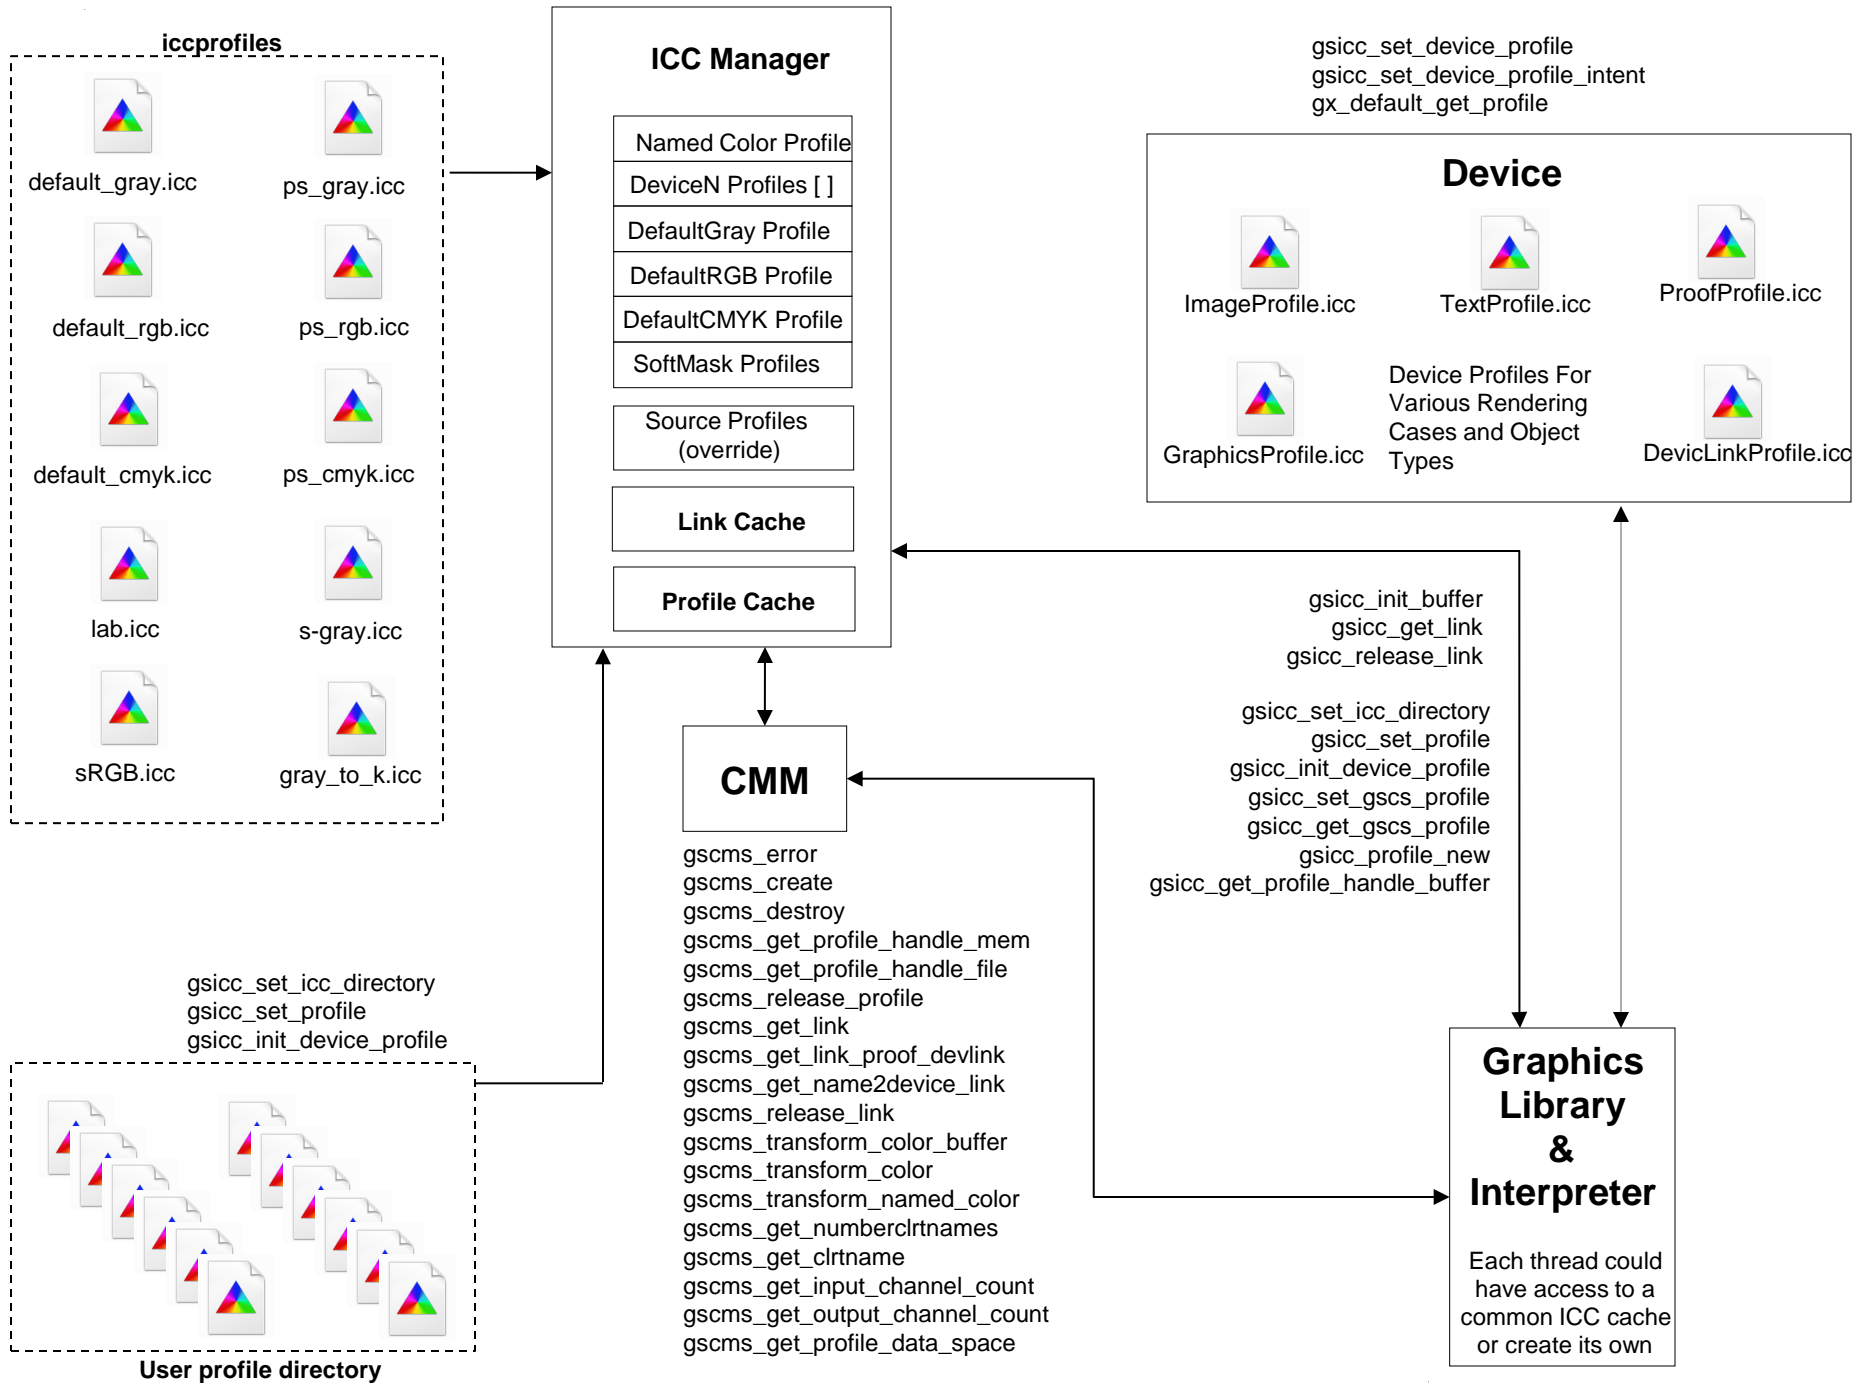 iccprofiles
default_gray.icc
ps_gray.icc
default_rgb.icc
ps_rgb.icc
default_cmyk.icc
ps_cmyk.icc
lab.icc
s-gray.icc
sRGB.icc
gray_to_k.icc
ICC Manager
Named Color Profile
DeviceN Profiles [ ]
DefaultGray Profile
DefaultRGB Profile
DefaultCMYK Profile
SoftMask Profiles
Source Profiles
(override)
Link Cache
Profile Cache
gsicc_set_device_profile
gsicc_set_device_profile_intent
gx_default_get_profile
Device
ImageProfile.icc
TextProfile.icc
ProofProfile.icc
GraphicsProfile.icc
Device Profiles For
Various Rendering
Cases and Object
Types
DevicLinkProfile.icc
gsicc_init_buffer
gsicc_get_link
gsicc_release_link
gsicc_set_icc_directory
gsicc_set_profile
gsicc_init_device_profile
gsicc_set_gscs_profile
gsicc_get_gscs_profile
gsicc_profile_new
gsicc_get_profile_handle_buffer
CMM
gscms_error
gscms_create
gscms_destroy
gscms_get_profile_handle_mem
gscms_get_profile_handle_file
gscms_release_profile
gscms_get_link
gscms_get_link_proof_devlink
gscms_get_name2device_link
gscms_release_link
gscms_transform_color_buffer
gscms_transform_color
gscms_transform_named_color
gscms_get_numberclrtnames
gscms_get_clrtname
gscms_get_input_channel_count
gscms_get_output_channel_count
gscms_get_profile_data_space
gsicc_set_icc_directory
gsicc_set_profile
gsicc_init_device_profile
User profile directory
Graphics
Library
&
Interpreter
Each thread could
have access to a
common ICC cache
or create its own